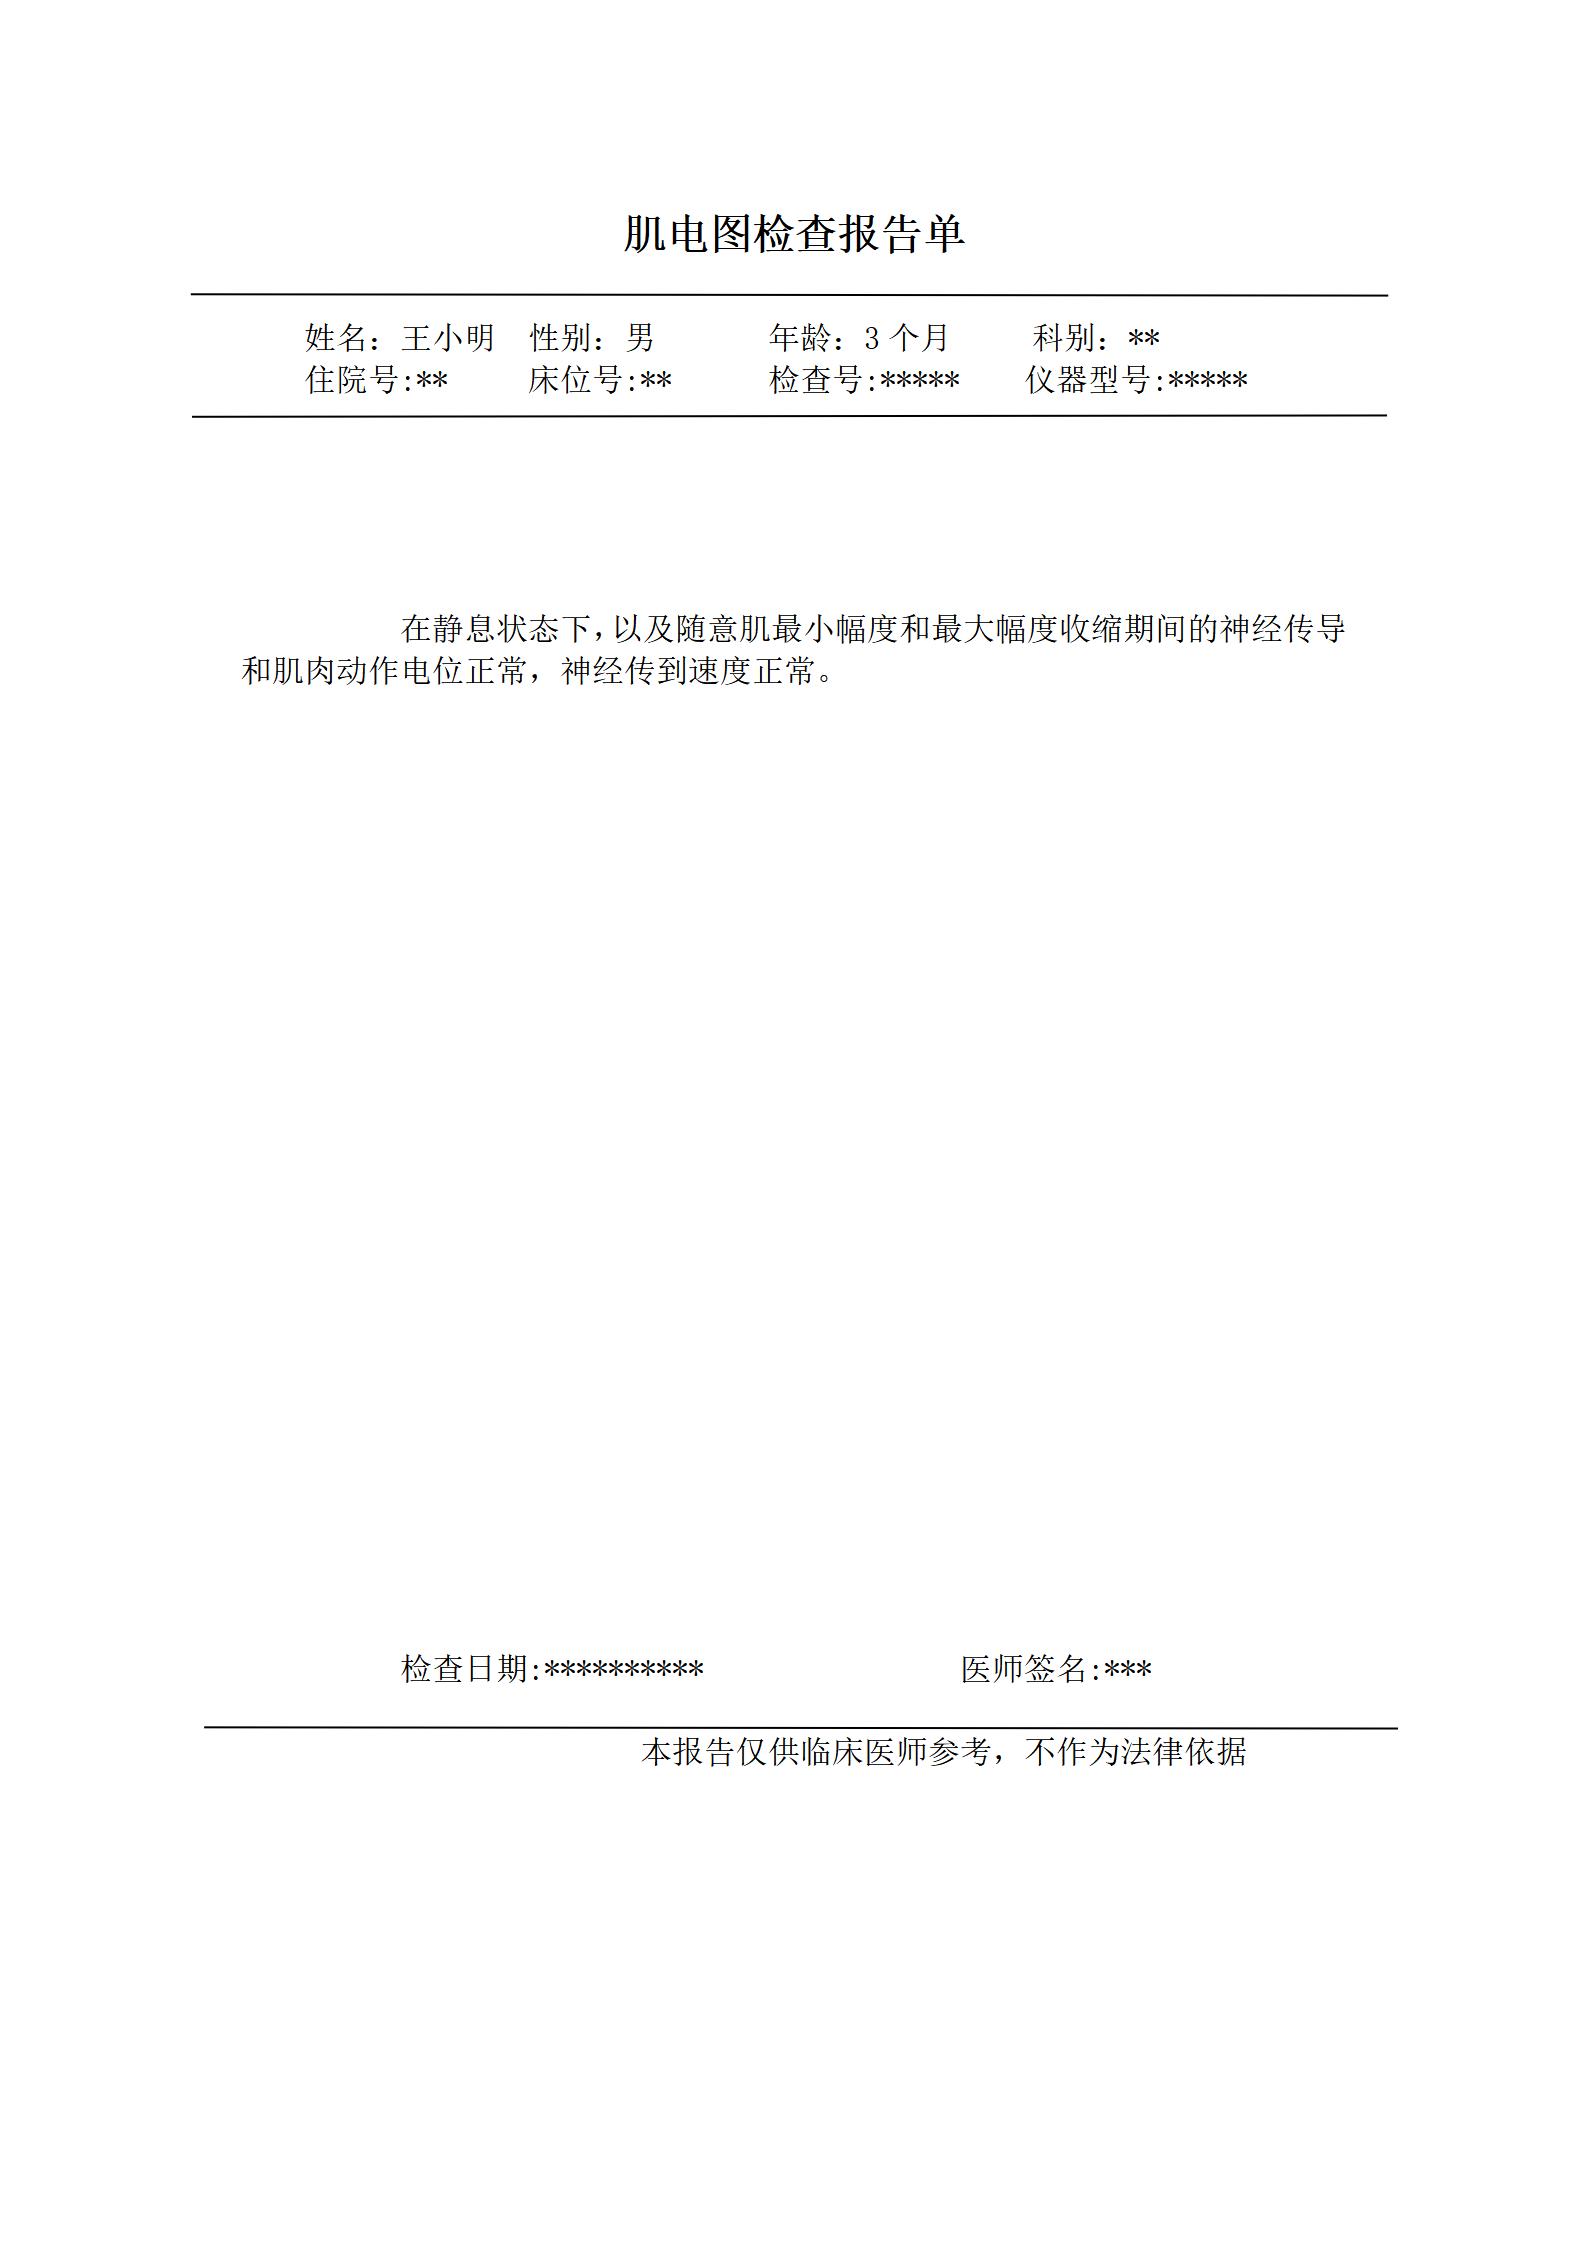 肌电图检查报告单
姓名：王小明 性别：男 年龄：3 个月 科别：**
住院号:** 床位号:** 检查号:***** 仪器型号:*****
在静息状态下,以及随意肌最小幅度和最大幅度收缩期间的神经传导
和肌肉动作电位正常，神经传到速度正常。
检查日期:********** 医师签名:***
本报告仅供临床医师参考，不作为法律依据